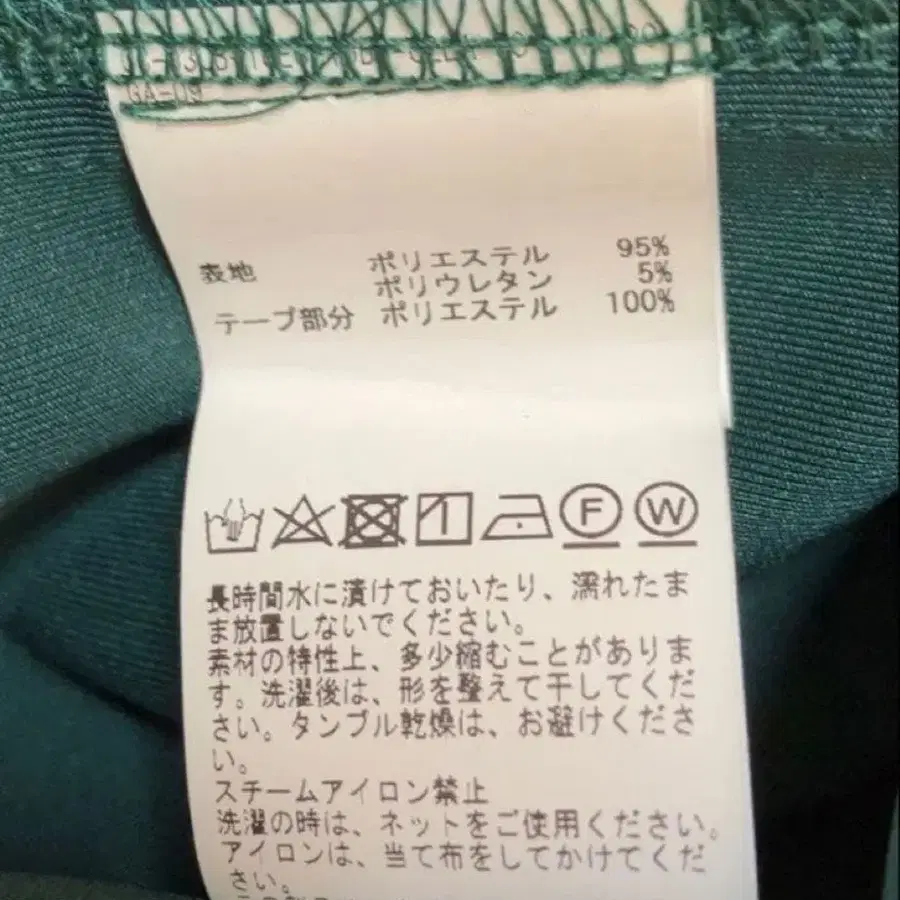 GA-09
表地 ポリエステル 95%
ポリウレタン 5%
テープ部分 ポリエステル 100%
F W
長時間水に漬けておいたり、濡れたま
ま放置しないでください。
素材の特性上、多少縮むことがありま
す。洗濯後は、形を整えて干してくだ
さい。タンブル乾燥は、お避けくださ
い。
スチームアイロン禁止
洗濯の時は、ネットをご使用ください。
アイロンは、当て布をしてかけてくだ
さい。